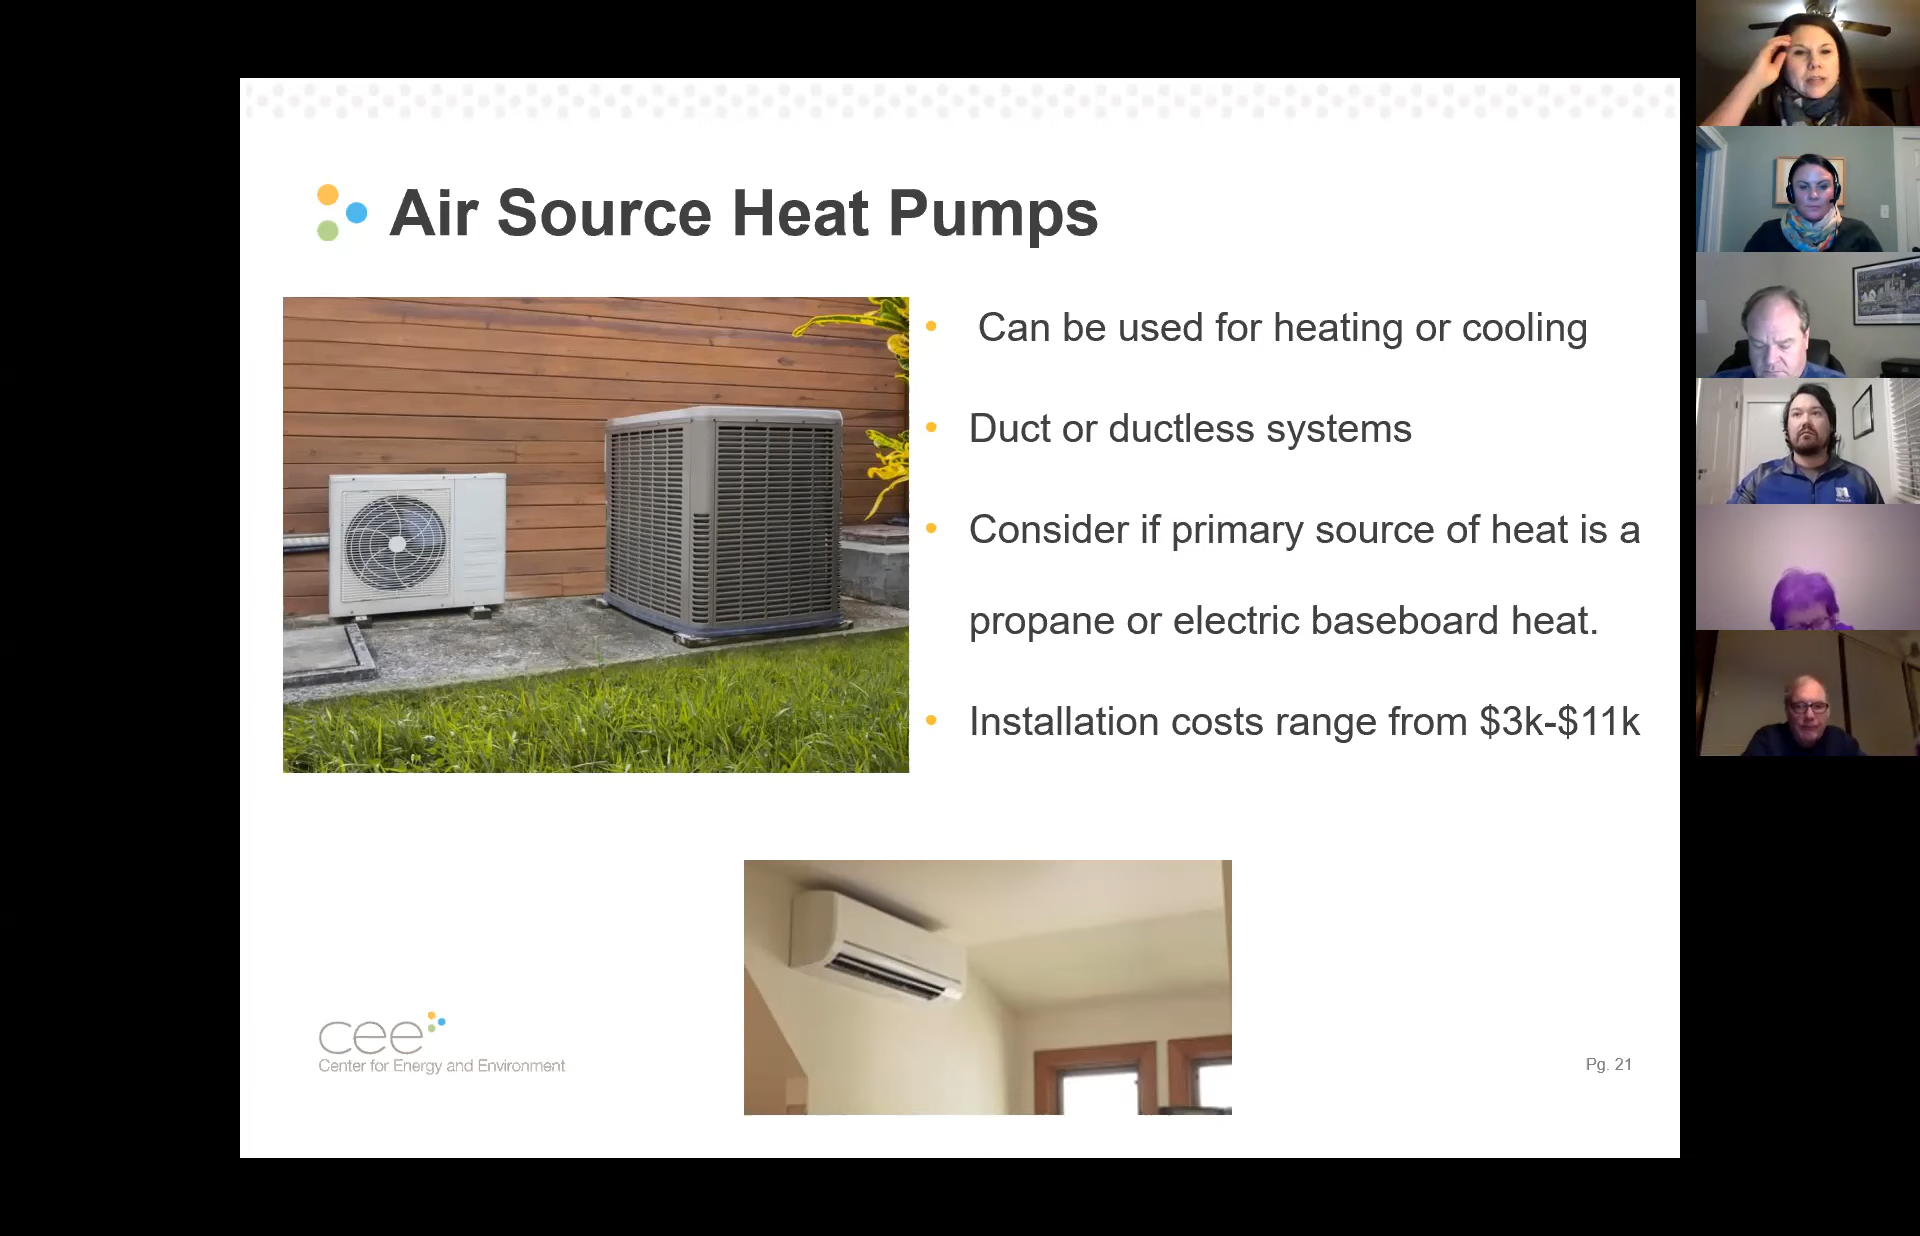 Air Source Heat Pumps
• Can be used for heating or cooling
• Duct or ductless systems
• Consider if primary source of heat is a
propane or electric baseboard heat.
• Installation costs range from $3k-$11k
cee
Center for Energy and Environment
Pg. 21